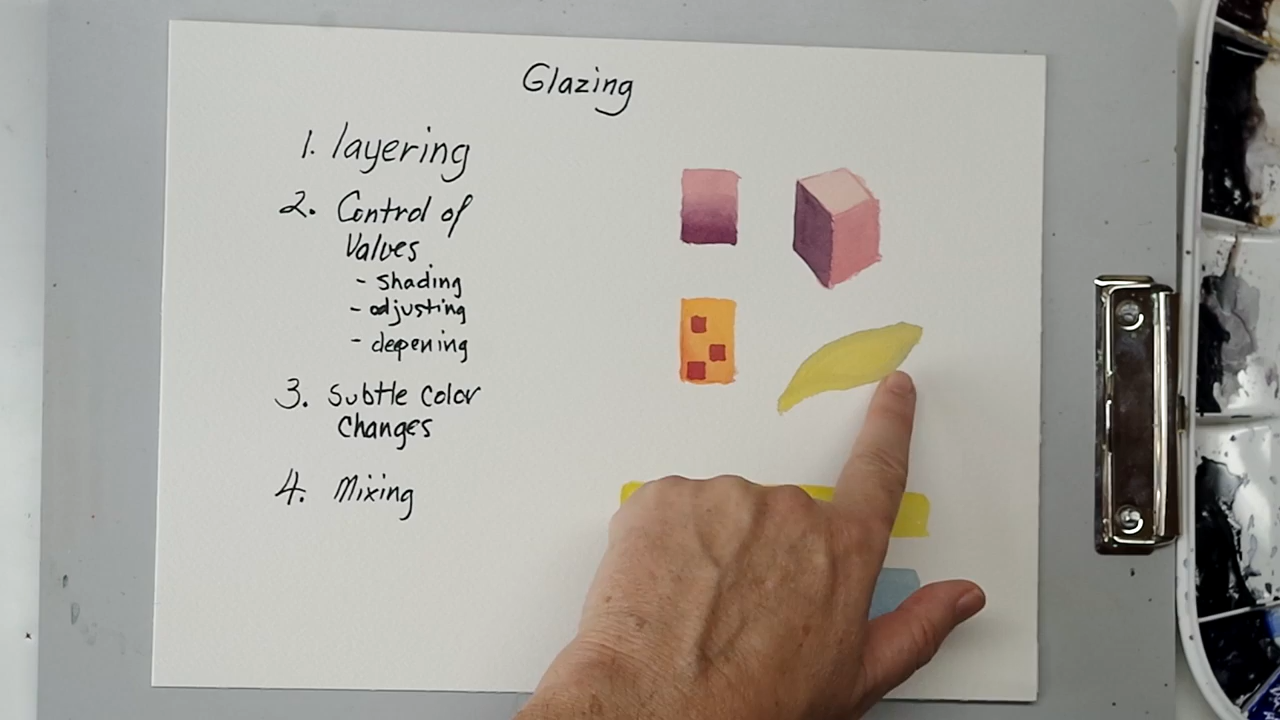 Glazing
1. layering
2. Control of
Values
- shading
- adjusting
- deepening
3. Subtle Color
Changes
4. Mixing